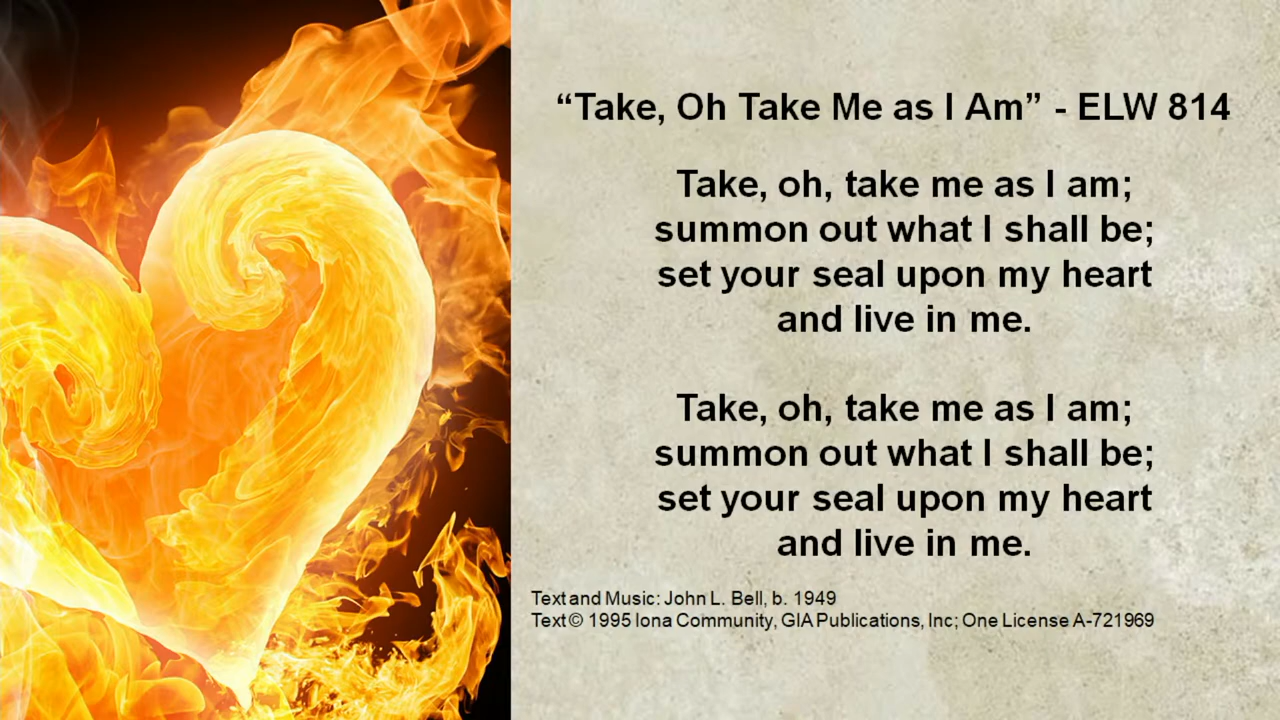 “Take, Oh Take Me as I Am” - ELW 814
Take, oh, take me as I am;
summon out what I shall be;
set your seal upon my heart
and live in me.
Take, oh, take me as I am;
summon out what I shall be;
set your seal upon my heart
and live in me.
Text and Music: John L. Bell, b. 1949
Text © 1995 Iona Community, GIA Publications, Inc; One License A-721969